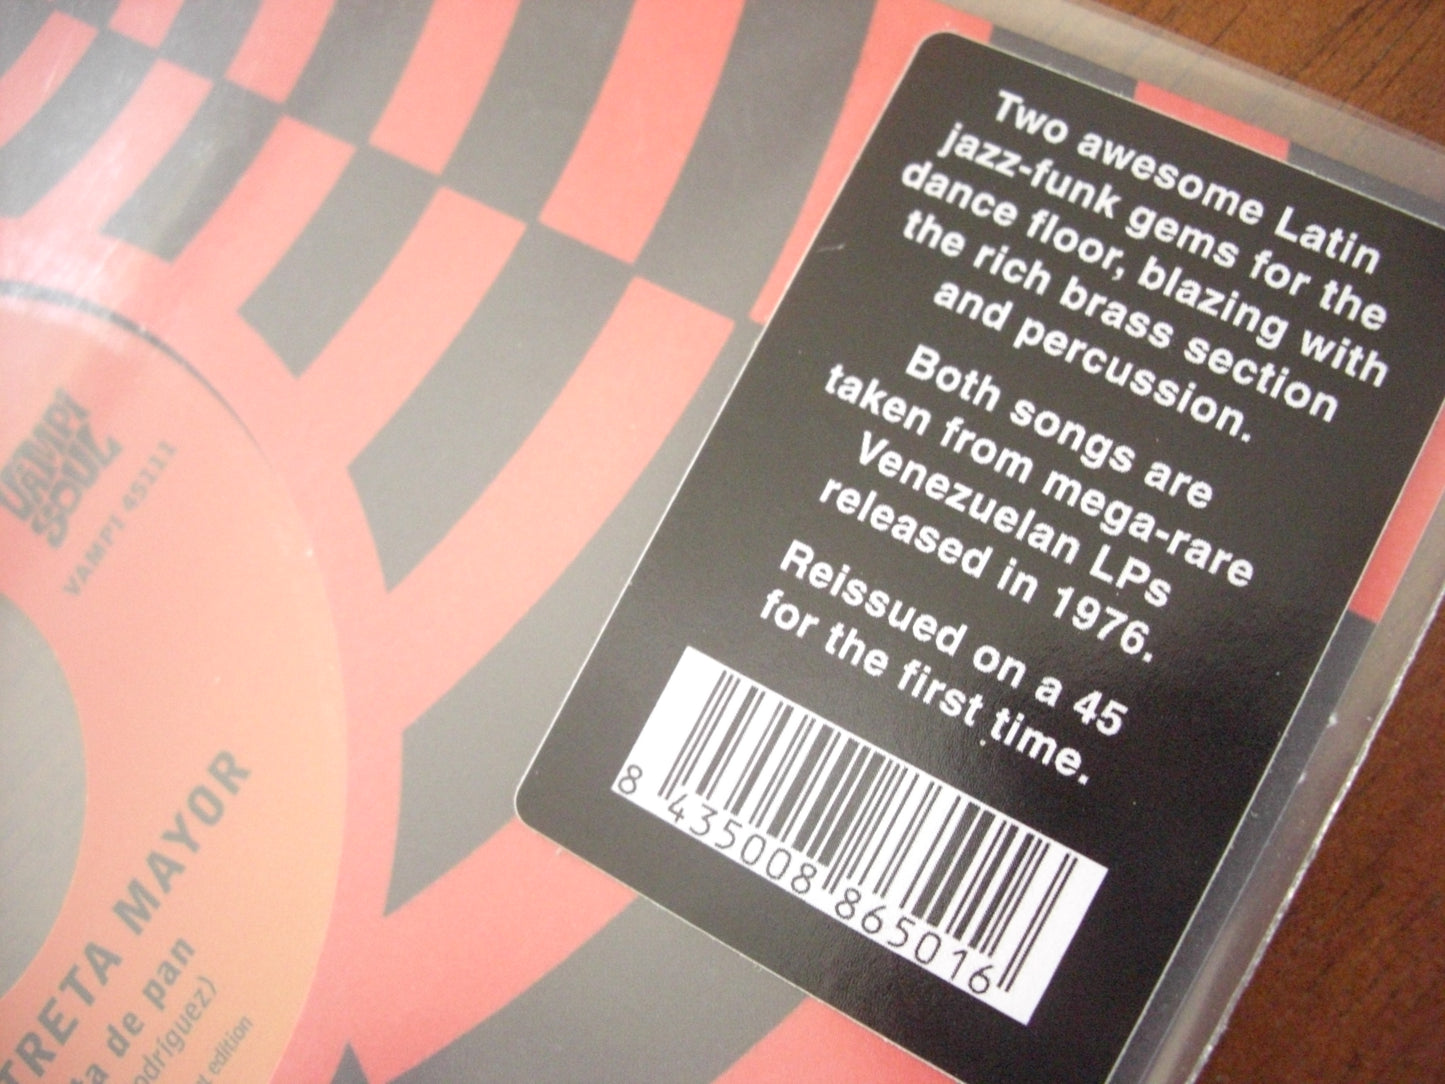 Two awesome Latin
jazz-funk gems for the
dance floor, blazing with
the rich brass section
and percussion.
Both songs are
taken from mega-rare
Venezuelan LPs
released in 1976.
Reissued on a 45
for the first time.
8 435008 865016
VAMPI
SOUL
VAMPI 45111
TRETA MAYOR
ta de pan
odríguez)
edition